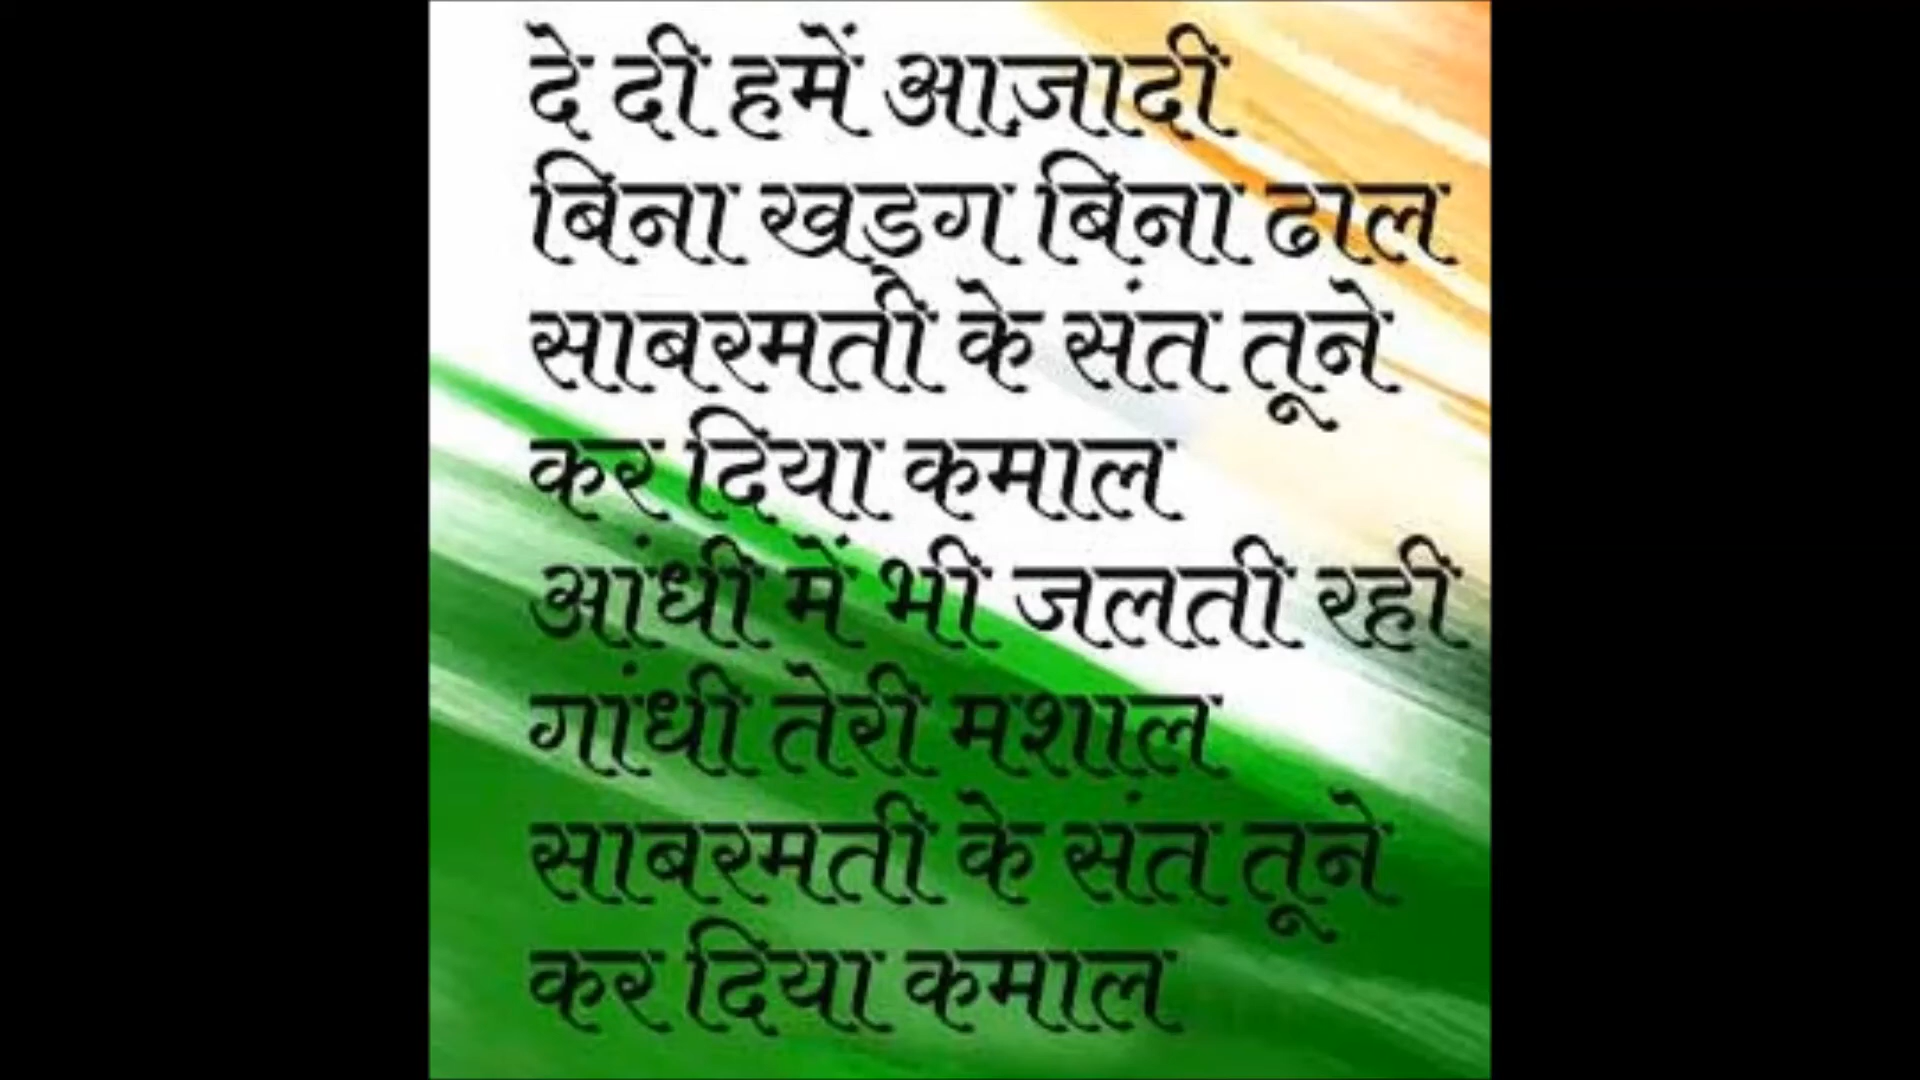 दे दी हमें आज़ादी
बिना खड़ग बिना ढाल
साबरमती के संत तूने
कर दिया कमाल
आंधी में भी जलती रही
गांधी तेरी मशाल
साबरमती के संत तूने
कर दिया कमाल